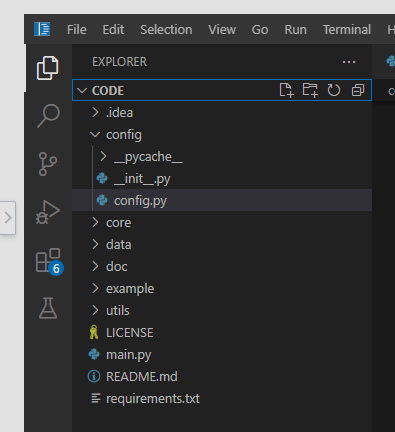 File Edit Selection View Go Run Terminal
EXPLORER
CODE
.idea
config
__pycache__
__init__.py
config.py
core
data
doc
example
utils
LICENSE
main.py
README.md
requirements.txt
6